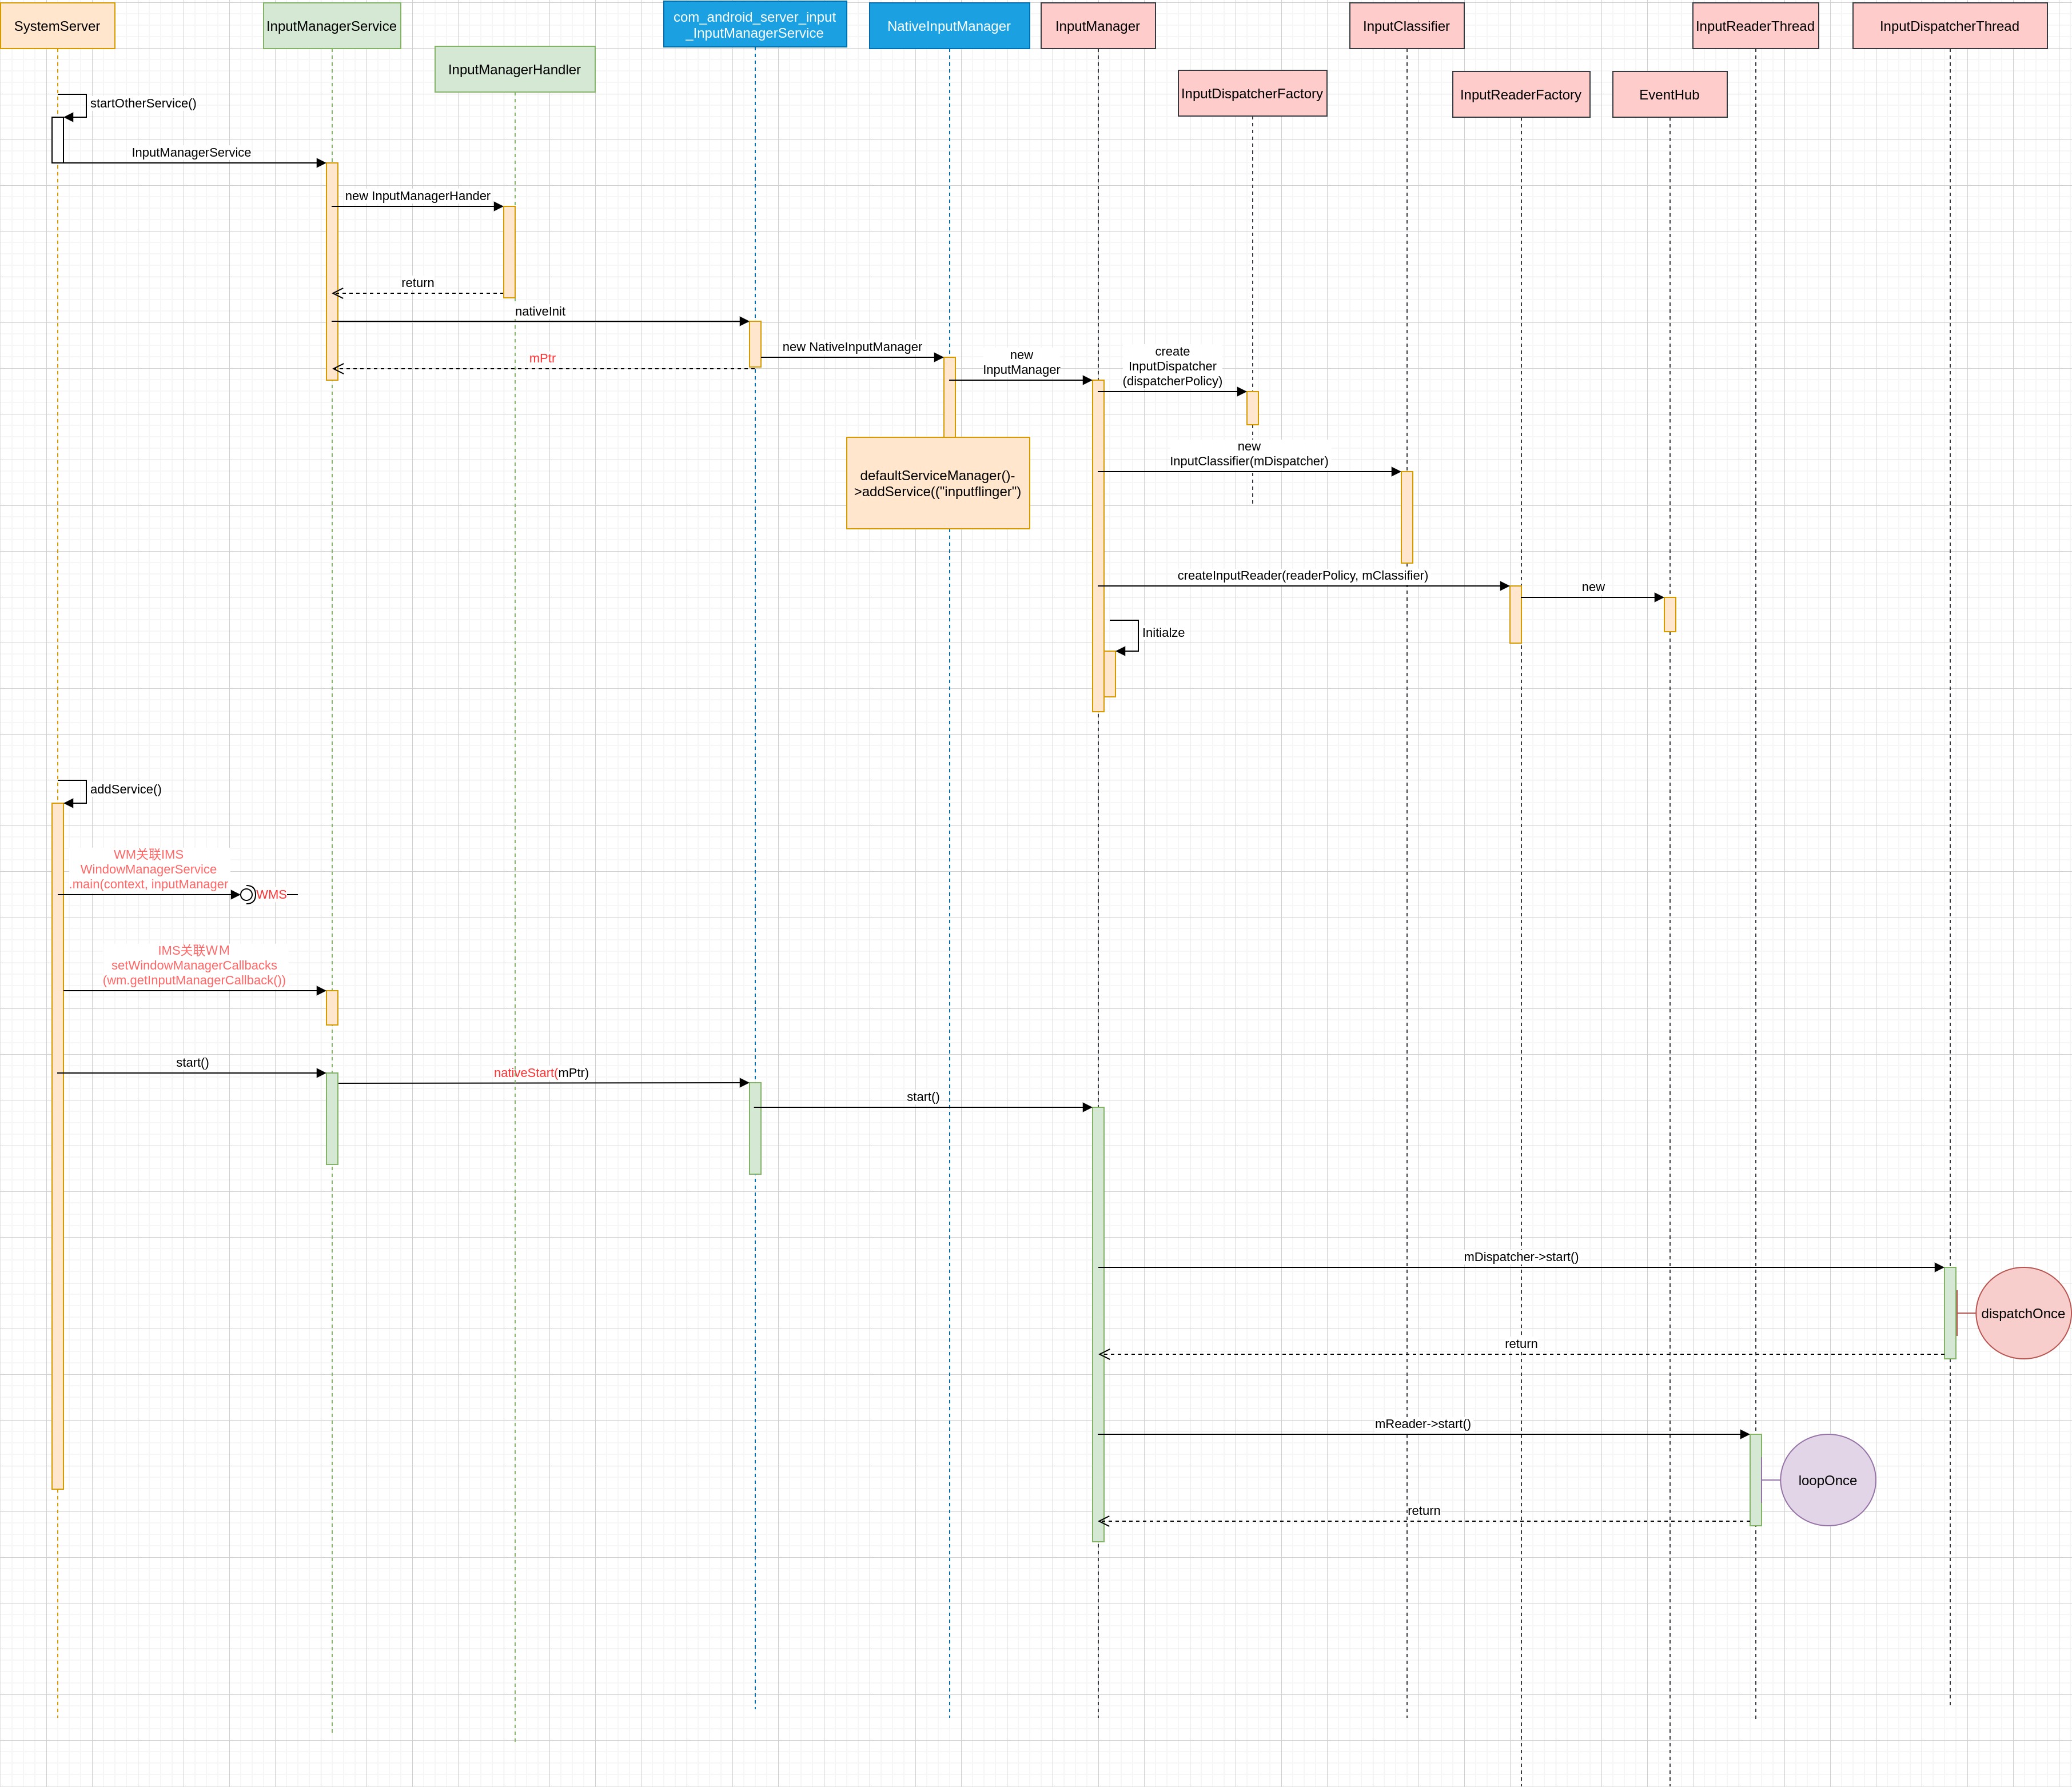 SystemServer
InputManagerService
com_android_server_input
_InputManagerService
NativeInputManager
InputManager
InputClassifier
InputReaderThread
InputDispatcherThread
InputManagerHandler
InputDispatcherFactory
InputReaderFactory
EventHub
startOtherService()
InputManagerService
new InputManagerHander
return
nativeInit
new NativeInputManager
mPtr
new
InputManager
create
InputDispatcher
(dispatcherPolicy)
new
InputClassifier(mDispatcher)
defaultServiceManager()-
>addService(("inputflinger")
createInputReader(readerPolicy, mClassifier)
new
Initialze
addService()
WM关联IMS
WindowManagerService
.main(context, inputManager
WMS
IMS关联WM
setWindowManagerCallbacks
(wm.getInputManagerCallback())
start()
nativeStart(mPtr)
start()
mDispatcher->start()
dispatchOnce
return
mReader->start()
loopOnce
return